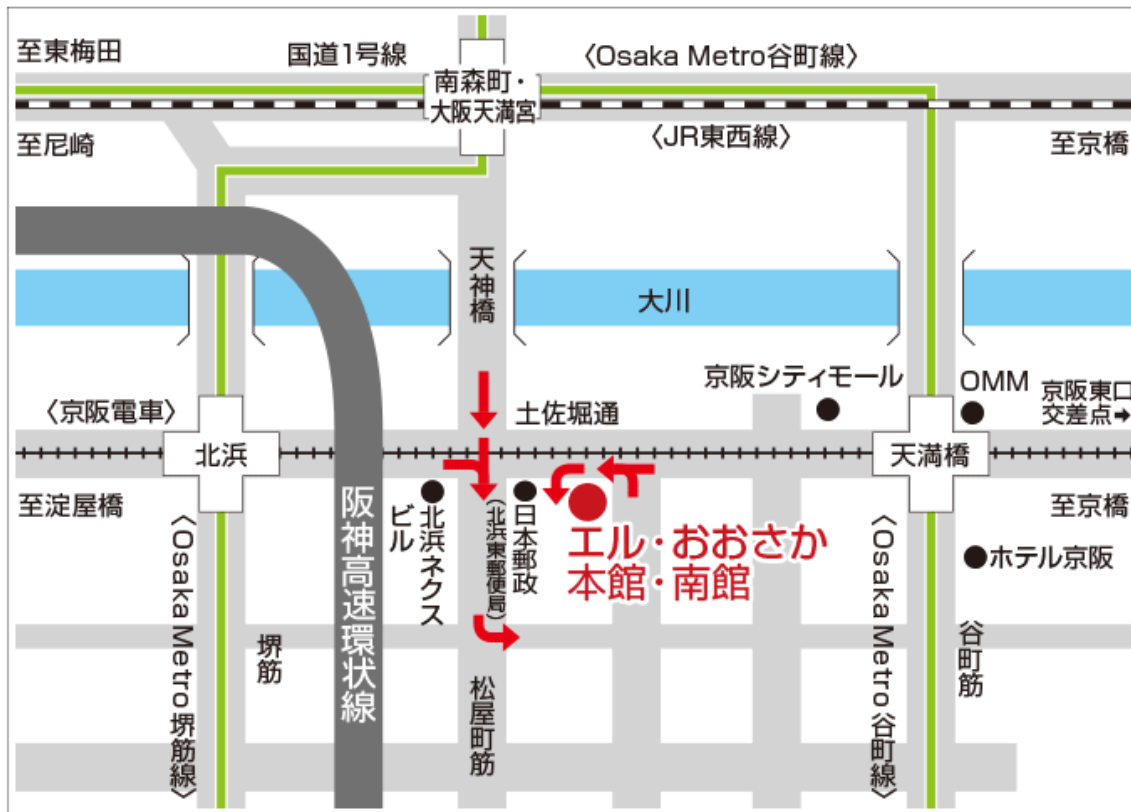 至東梅田
国道1号線
〈Osaka Metro谷町線〉
南森町・
大阪天満宮
至尼崎
〈JR東西線〉
至京橋
天神橋
大川
京阪シティモール
OMM
京阪東口
交差点➡
〈京阪電車〉
土佐堀通
北浜
天満橋
至淀屋橋
至京橋
阪神高速環状線
北浜ネクス
ビル
日本郵政
(北浜東郵便局)
エル・おおさか
本館・南館
ホテル京阪
〈Osaka Metro堺筋線〉
堺筋
松屋町筋
〈Osaka Metro谷町線〉
谷町筋